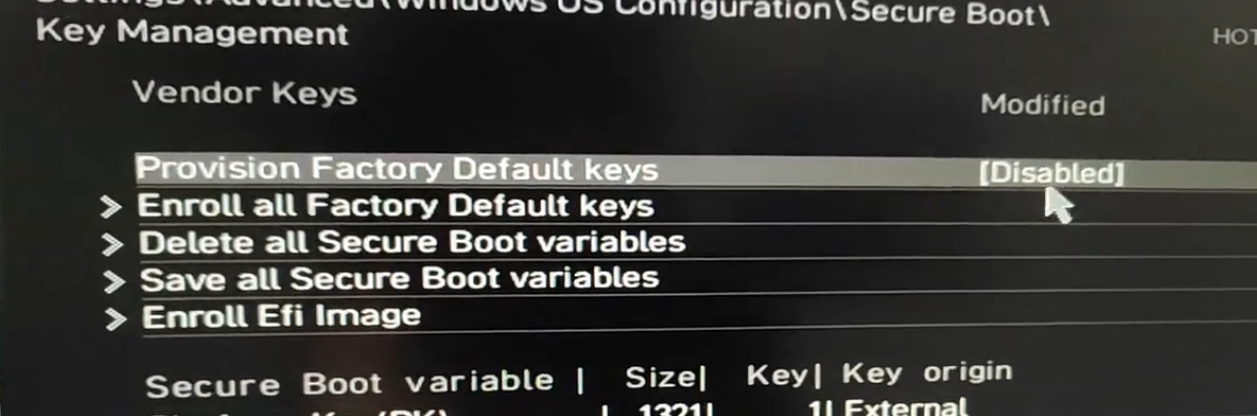 Settings\Advanced\Windows OS Configuration\Secure Boot\
Key Management
HOT
Vendor Keys Modified
Provision Factory Default keys [Disabled]
Enroll all Factory Default keys
Delete all Secure Boot variables
Save all Secure Boot variables
Enroll Efi Image
Secure Boot variable | Size| Key| Key origin
(PK) | 1321| 1| External